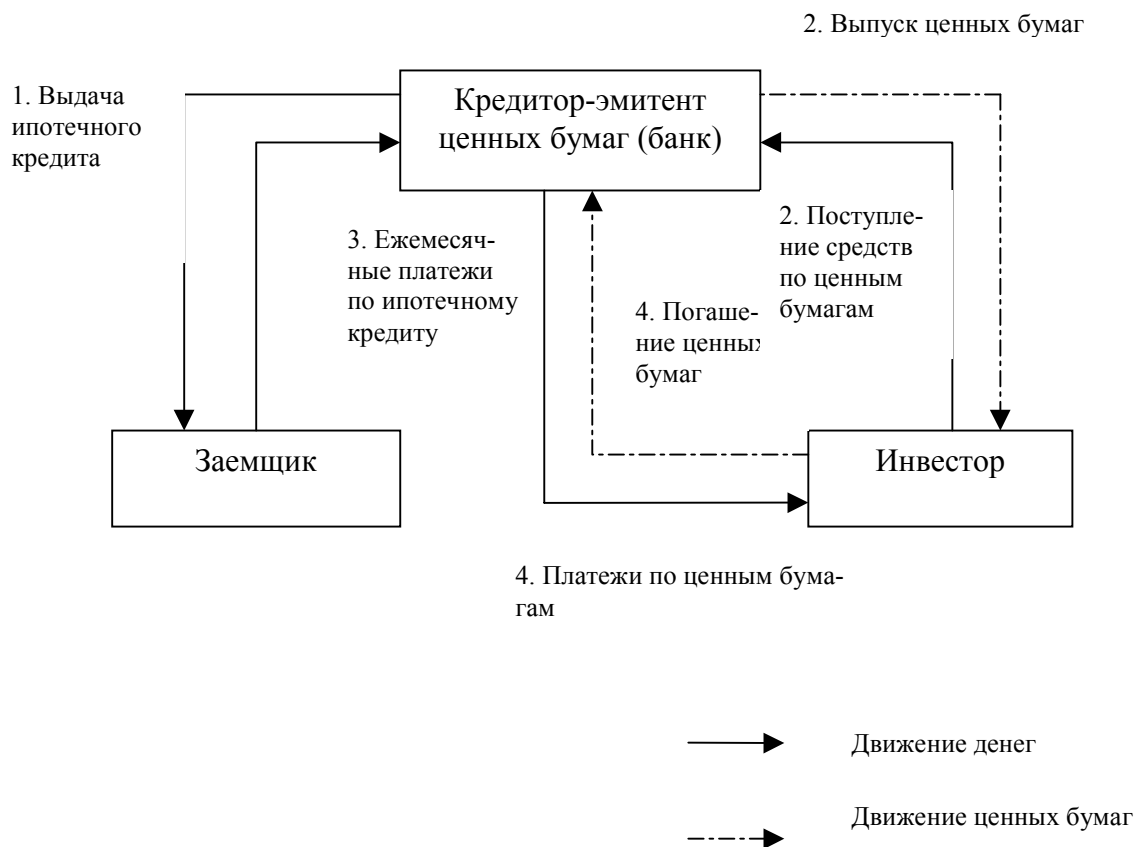 2. Выпуск ценных бумаг
1. Выдача
ипотечного
кредита
Кредитор-эмитент
ценных бумаг (банк)
3. Ежемесяч-
ные платежи
по ипотечному
кредиту
2. Поступле-
ние средств
по ценным
бумагам
4. Погаше-
ние ценных
бумаг
Заемщик
Инвестор
4. Платежи по ценным бума-
гам
Движение денег
Движение ценных бумаг